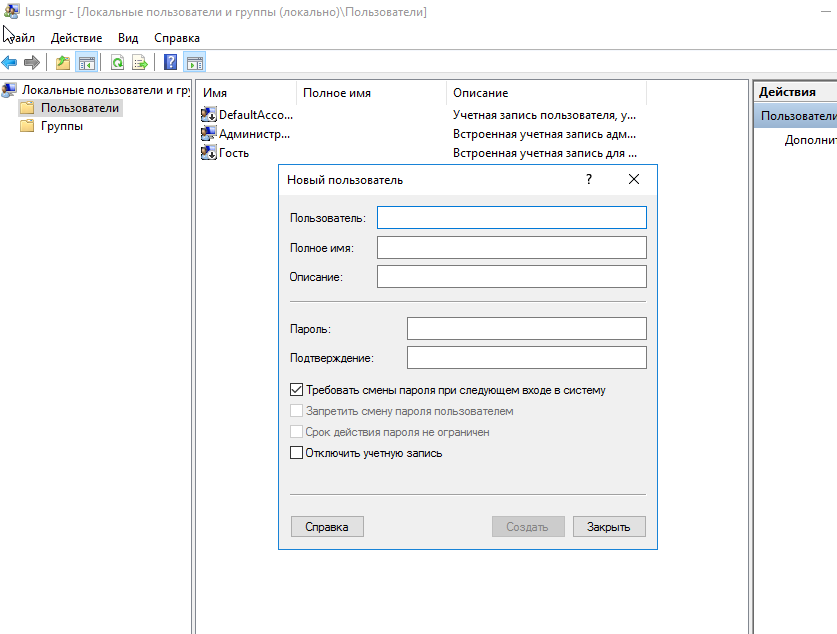 lusrmgr - [Локальные пользователи и группы (локально)\Пользователи]
Файл Действие Вид Справка
Локальные пользователи и гру
Пользователи
Группы
Имя Полное имя Описание
DefaultAcco... Учетная запись пользователя, у...
Администр... Встроенная учетная запись адм...
Гость Встроенная учетная запись для ...
Действия
Пользователи
Дополнит
Новый пользователь ?
Пользователь:
Полное имя:
Описание:
Пароль:
Подтверждение:
Требовать смены пароля при следующем входе в систему
Запретить смену пароля пользователем
Срок действия пароля не ограничен
Отключить учетную запись
Справка Создать Закрыть